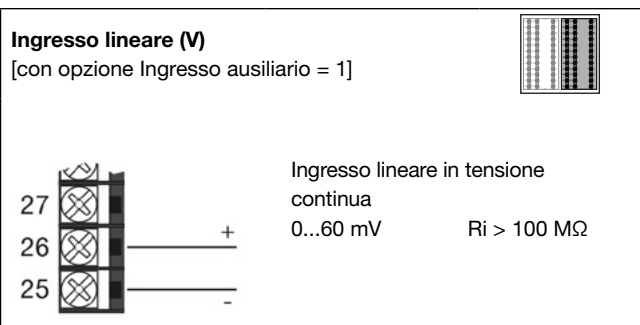 Ingresso lineare (V)
[con opzione Ingresso ausiliario = 1]
Ingresso lineare in tensione
continua
0...60 mV Ri > 100 MΩ
27
26 +
25 -